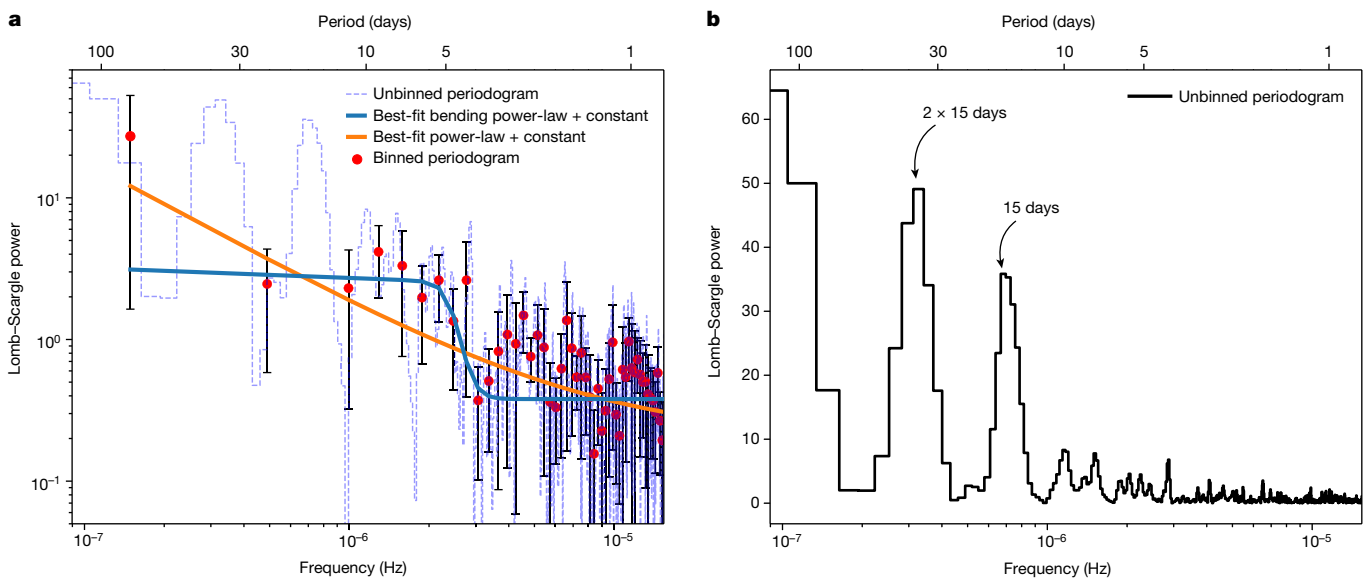 a
Period (days)
100 30 10 5 1
Unbinned periodogram
Best-fit bending power-law + constant
Best-fit power-law + constant
Binned periodogram
Lomb–Scargle power
10¹
10⁰
10⁻¹
10⁻⁷ 10⁻⁶ 10⁻⁵
Frequency (Hz)
b
Period (days)
100 30 10 5 1
Unbinned periodogram
2 × 15 days
15 days
Lomb–Scargle power
60
50
40
30
20
10
0
10⁻⁷ 10⁻⁶ 10⁻⁵
Frequency (Hz)